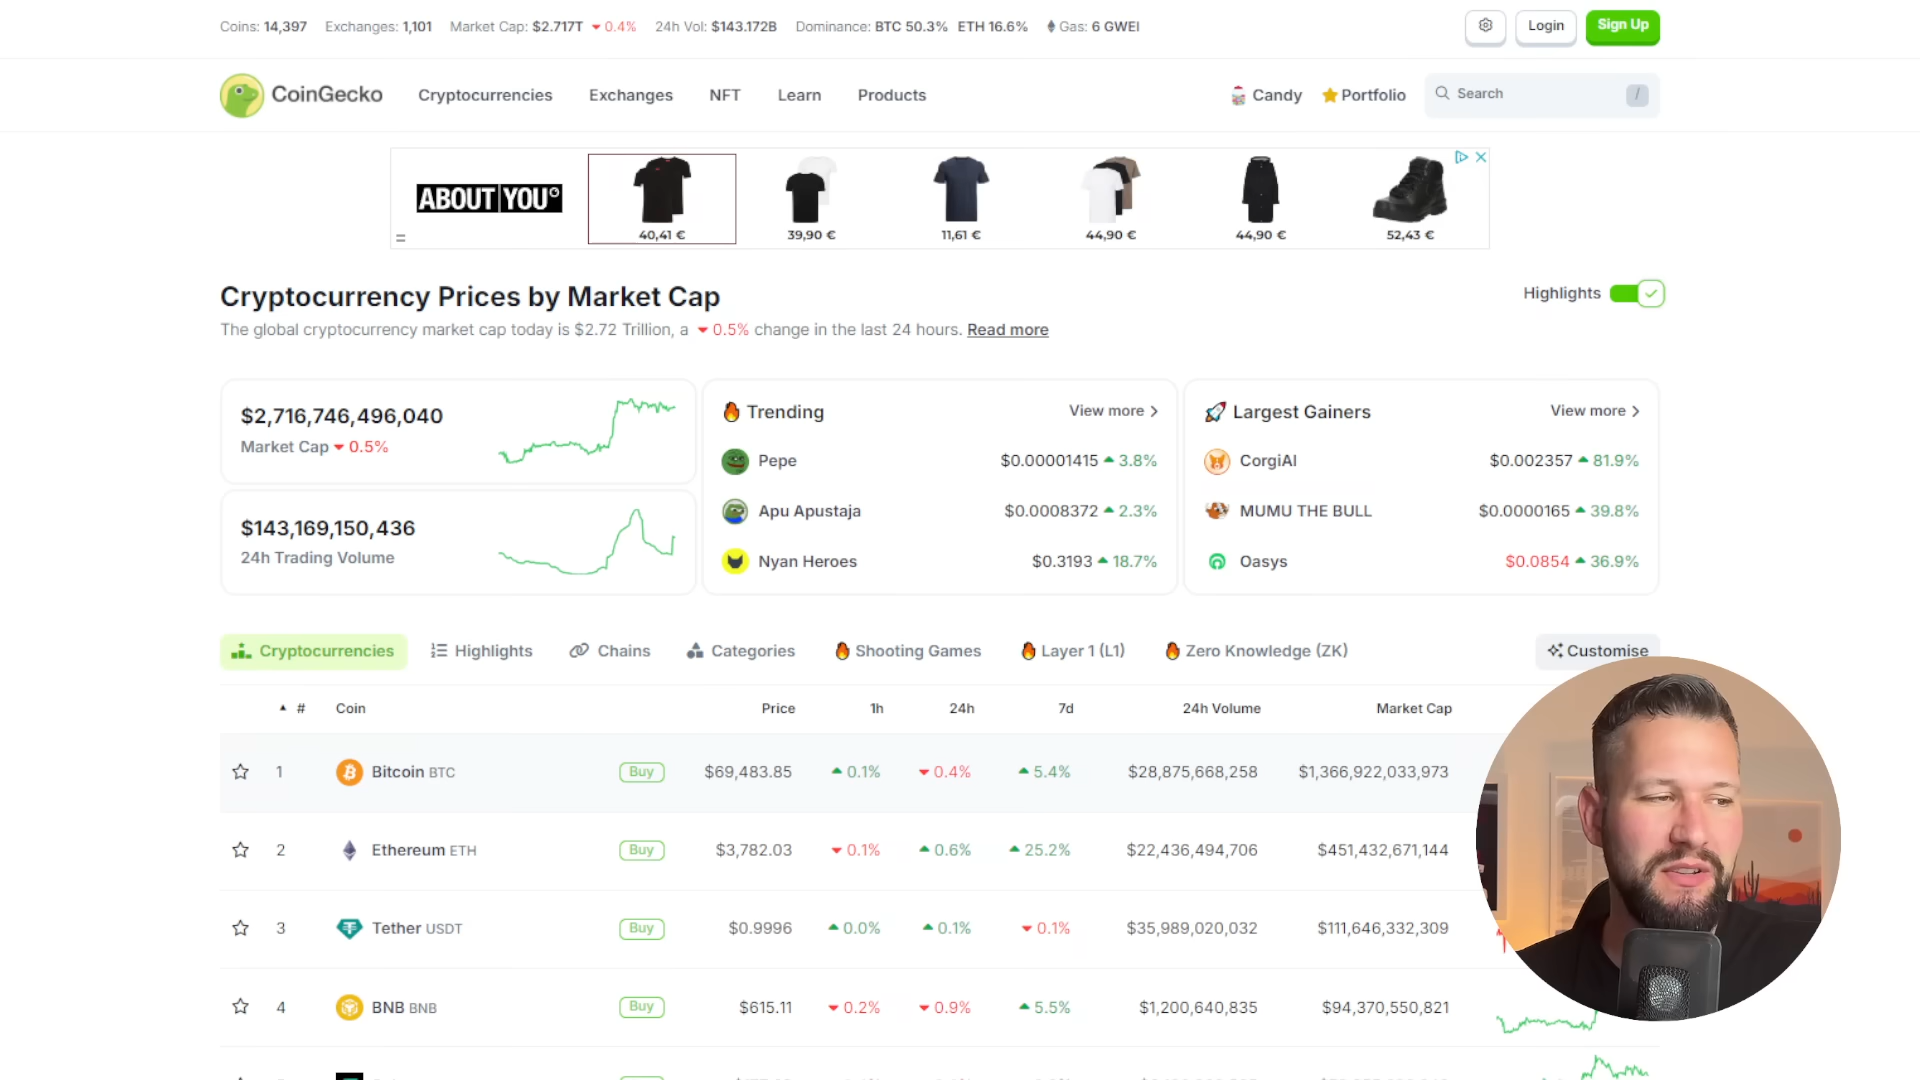 Coins: 14,397 Exchanges: 1,101 Market Cap: $2.717T 0.4% 24h Vol: $143.172B Dominance: BTC 50.3% ETH 16.6% Gas: 6 GWEI
Login
Sign Up
CoinGecko
Cryptocurrencies Exchanges NFT Learn Products
Candy Portfolio Search /
ABOUT YOU°
40,41 € 39,90 € 11,61 € 44,90 € 44,90 € 52,43 €
Cryptocurrency Prices by Market Cap
Highlights
The global cryptocurrency market cap today is $2.72 Trillion, a 0.5% change in the last 24 hours. Read more
$2,716,746,496,040
Market Cap 0.5%
$143,169,150,436
24h Trading Volume
Trending View more
Pepe $0.00001415 3.8%
Apu Apustaja $0.0008372 2.3%
Nyan Heroes $0.3193 18.7%
Largest Gainers View more
CorgiAI $0.002357 81.9%
MUMU THE BULL $0.0000165 39.8%
Oasys $0.0854 36.9%
Cryptocurrencies Highlights Chains Categories Shooting Games Layer 1 (L1) Zero Knowledge (ZK) Customise
# Coin Price 1h 24h 7d 24h Volume Market Cap
1 Bitcoin BTC Buy $69,483.85 0.1% 0.4% 5.4% $28,875,668,258 $1,366,922,033,973
2 Ethereum ETH Buy $3,782.03 0.1% 0.6% 25.2% $22,436,494,706 $451,432,671,144
3 Tether USDT Buy $0.9996 0.0% 0.1% 0.1% $35,989,020,032 $111,646,332,309
4 BNB BNB Buy $615.11 0.2% 0.9% 5.5% $1,200,640,835 $94,370,550,821